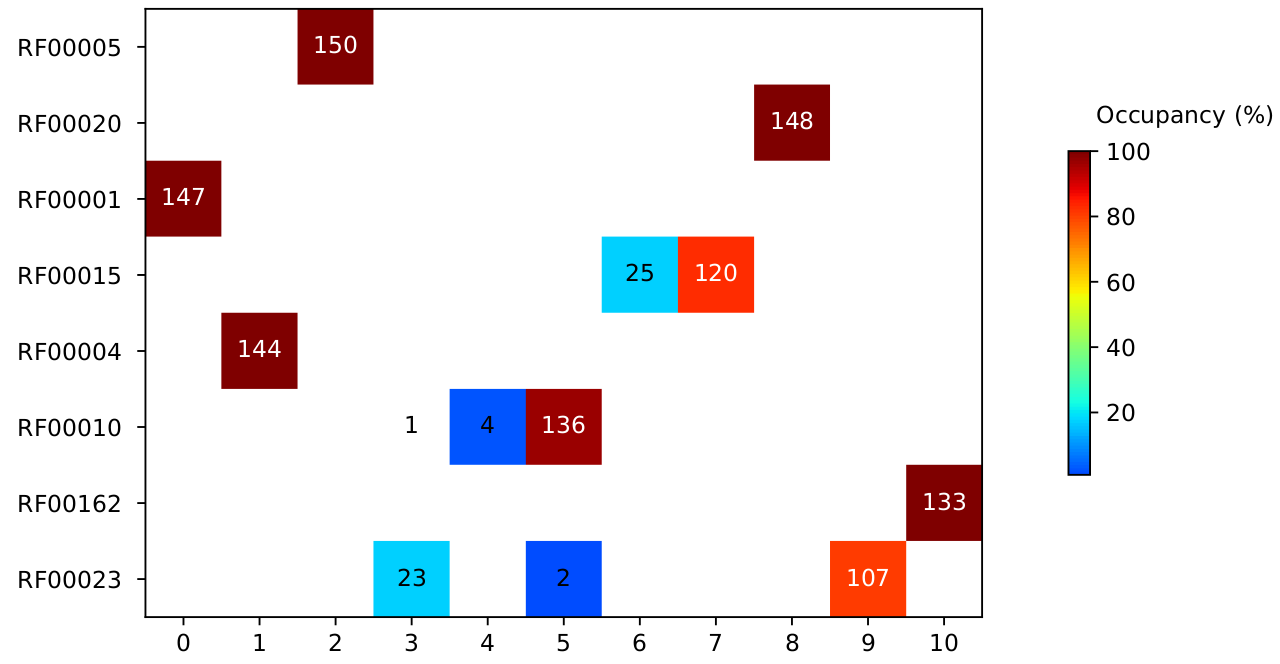 RF00005 150
Occupancy (%)
RF00020 148
100
RF00001 147
80
RF00015 25 120
60
RF00004 144
40
RF00010 1 4 136
20
RF00162 133
RF00023 23 2 107
0 1 2 3 4 5 6 7 8 9 10